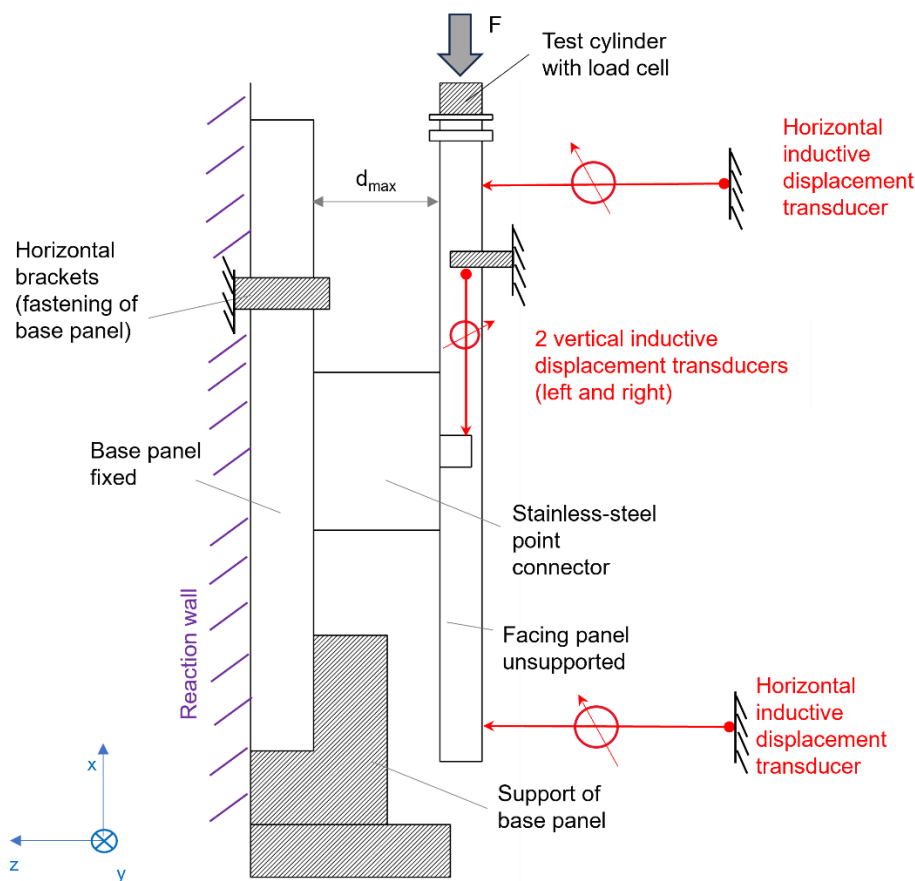 F
Test cylinder
with load cell
Horizontal
inductive
displacement
transducer
d_max
Horizontal
brackets
(fastening of
base panel)
2 vertical inductive
displacement transducers
(left and right)
Base panel
fixed
Stainless-steel
point
connector
Reaction wall
Facing panel
unsupported
Horizontal
inductive
displacement
transducer
Support of
base panel
x
z
y